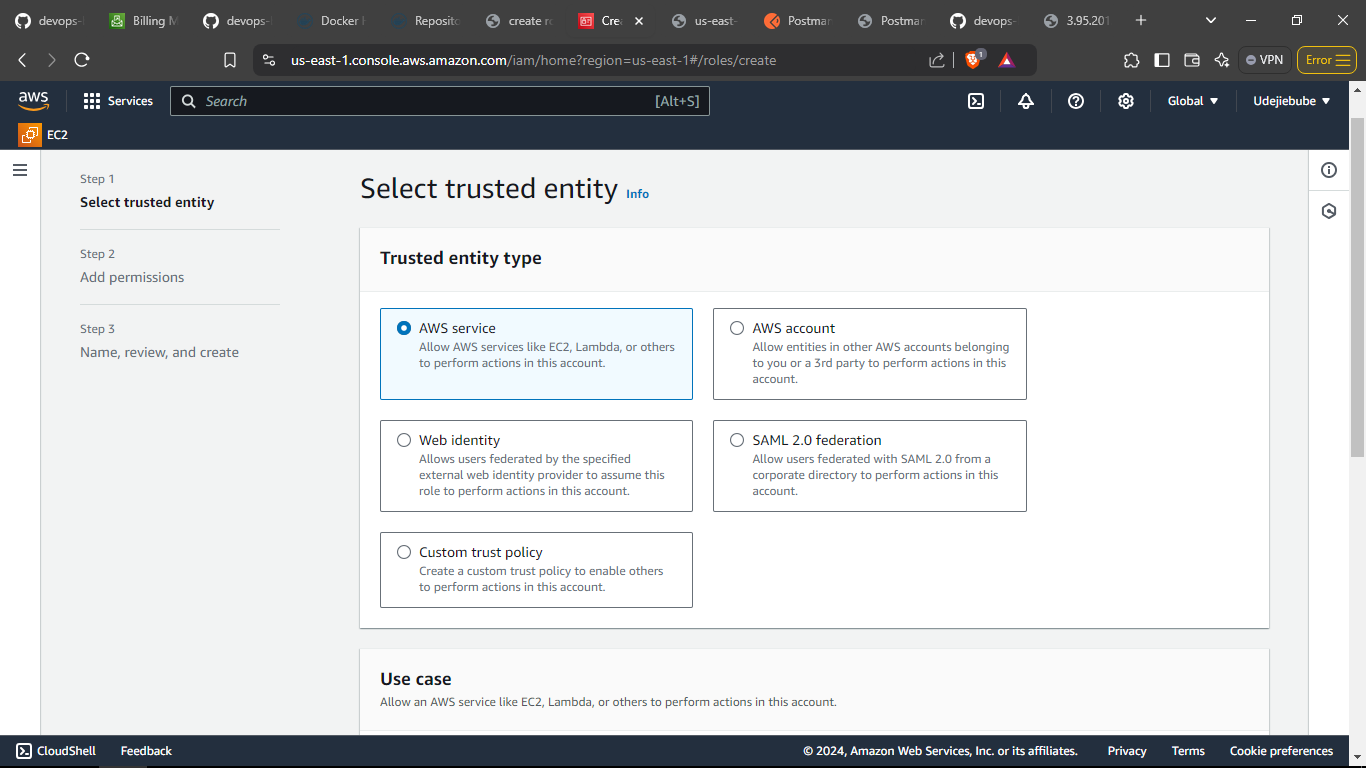 devops-
Billing M
devops-
Docker H
Reposito
create ro
Cre
us-east-
Postman
Postman
devops-
3.95.201
us-east-1.console.aws.amazon.com/iam/home?region=us-east-1#/roles/create
1
VPN
Error
aws
Services
Search
[Alt+S]
Global
Udejiebube
EC2
Step 1
Select trusted entity
Step 2
Add permissions
Step 3
Name, review, and create
Select trusted entity Info
Trusted entity type
AWS service
Allow AWS services like EC2, Lambda, or others
to perform actions in this account.
AWS account
Allow entities in other AWS accounts belonging
to you or a 3rd party to perform actions in this
account.
Web identity
Allows users federated by the specified
external web identity provider to assume this
role to perform actions in this account.
SAML 2.0 federation
Allow users federated with SAML 2.0 from a
corporate directory to perform actions in this
account.
Custom trust policy
Create a custom trust policy to enable others
to perform actions in this account.
Use case
Allow an AWS service like EC2, Lambda, or others to perform actions in this account.
CloudShell
Feedback
© 2024, Amazon Web Services, Inc. or its affiliates.
Privacy
Terms
Cookie preferences